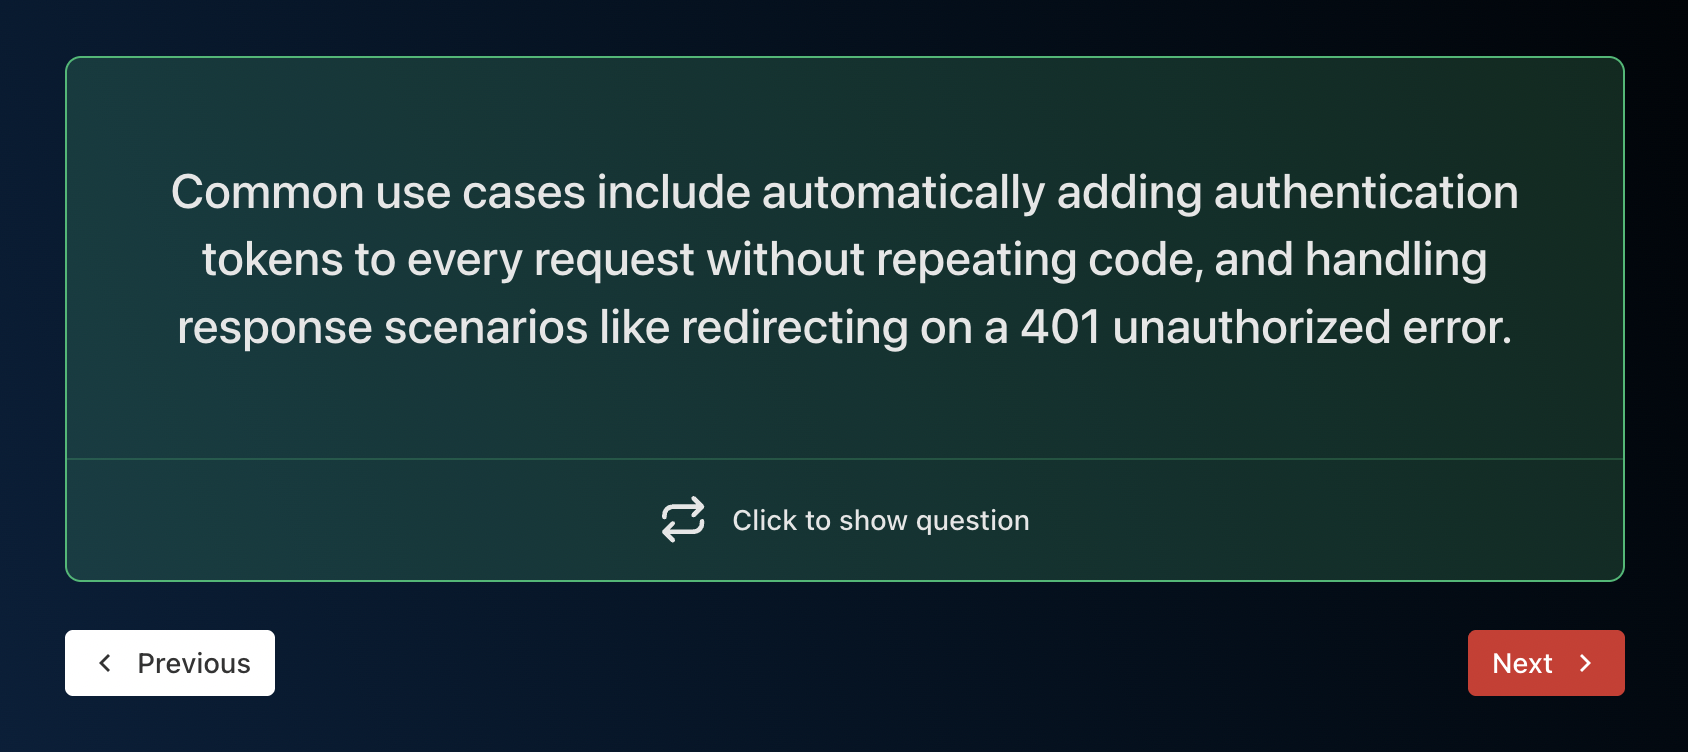 Common use cases include automatically adding authentication
tokens to every request without repeating code, and handling
response scenarios like redirecting on a 401 unauthorized error.
Click to show question
Previous
Next